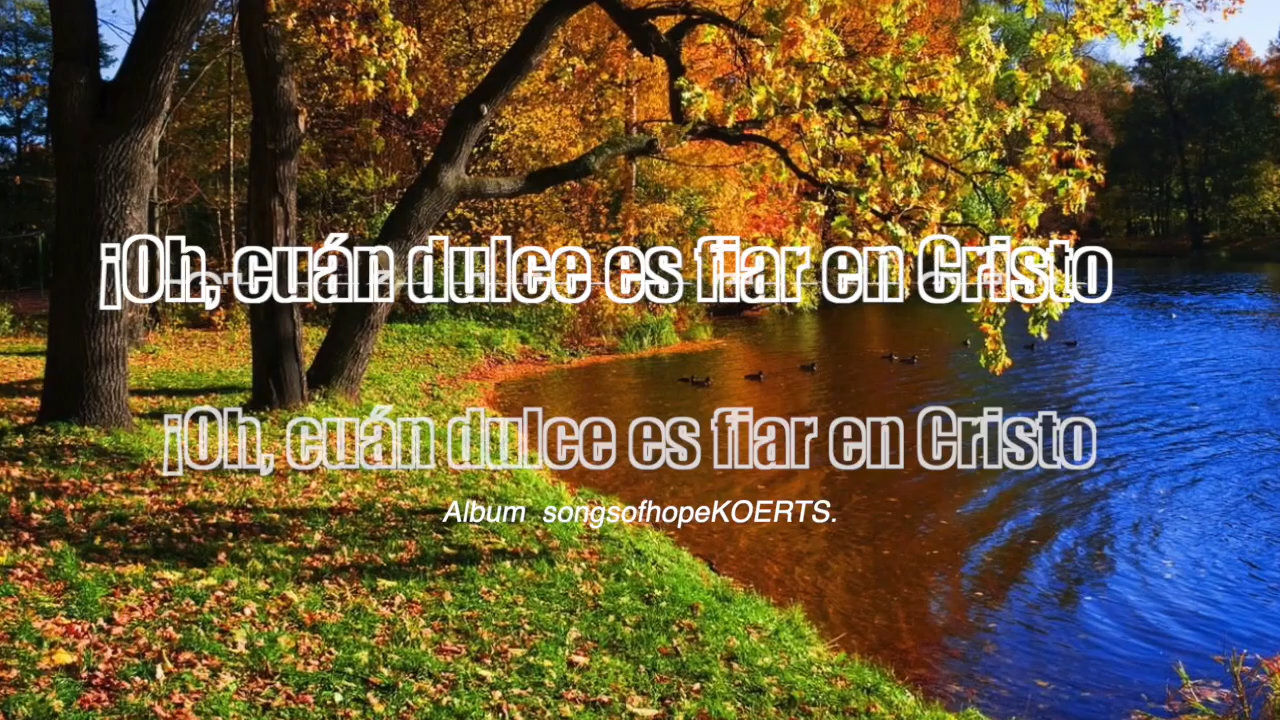 ¡Oh, cuán dulce es fiar en Cristo
¡Oh, cuán dulce es fiar en Cristo
Album songsofhopeKOERTS.